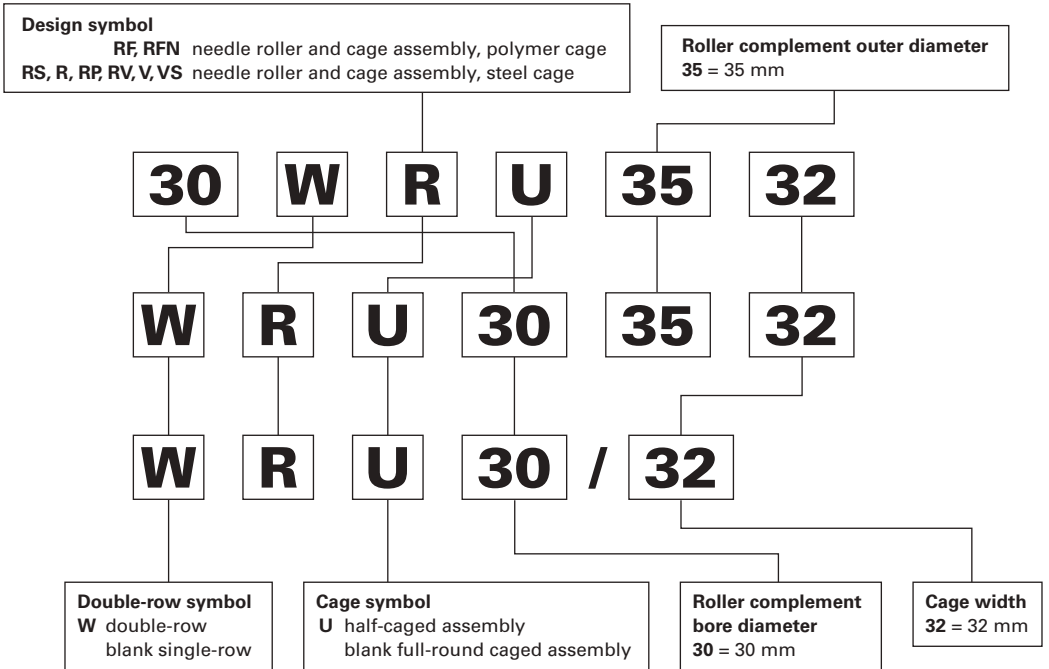 Design symbol
RF, RFN needle roller and cage assembly, polymer cage
RS, R, RP, RV, V, VS needle roller and cage assembly, steel cage
Roller complement outer diameter
35 = 35 mm
30 W R U 35 32
W R U 30 35 32
W R U 30 / 32
Double-row symbol
W double-row
blank single-row
Cage symbol
U half-caged assembly
blank full-round caged assembly
Roller complement
bore diameter
30 = 30 mm
Cage width
32 = 32 mm